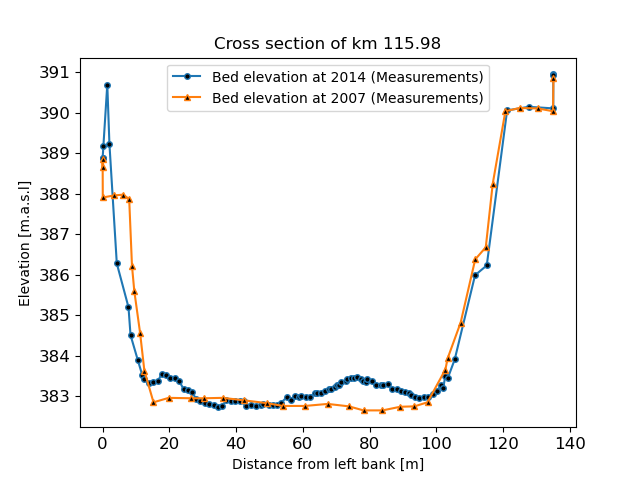 Cross section of km 115.98
Bed elevation at 2014 (Measurements)
Bed elevation at 2007 (Measurements)
Elevation [m.a.s.l]
391
390
389
388
387
386
385
384
383
0 20 40 60 80 100 120 140
Distance from left bank [m]